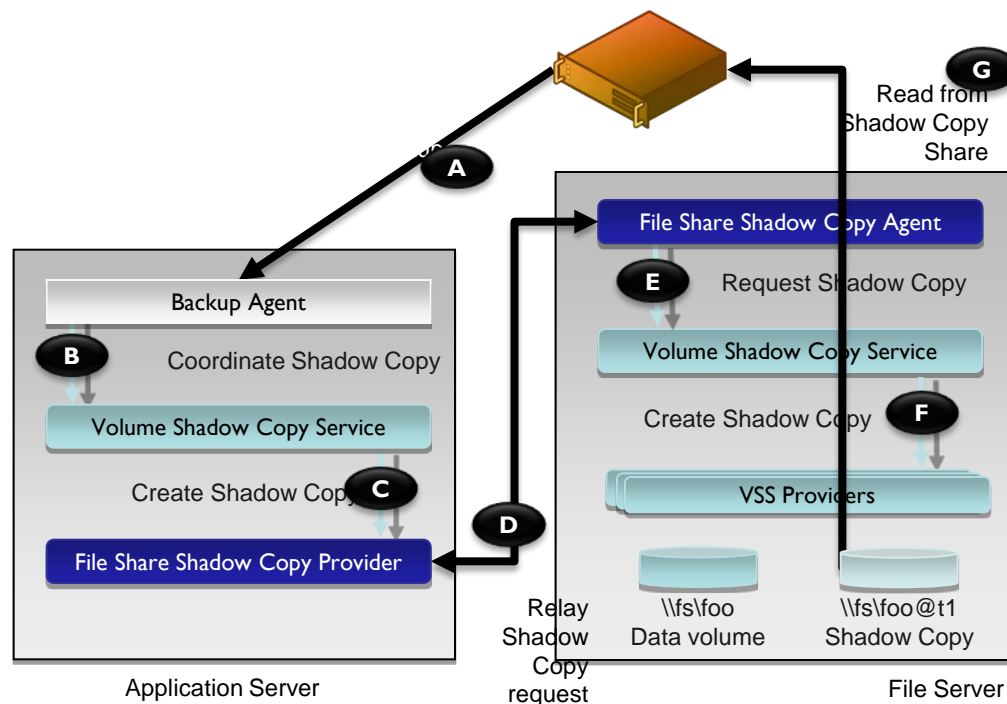 G
Read from
Shadow Copy
Share
A
File Share Shadow Copy Agent
E
Request Shadow Copy
Backup Agent
B
Coordinate Shadow Copy
Volume Shadow Copy Service
Volume Shadow Copy Service
Create Shadow Copy
F
C
Create Shadow Copy
VSS Providers
D
File Share Shadow Copy Provider
Relay
Shadow
Copy
request
\\fs\foo
Data volume
\\fs\foo@t1
Shadow Copy
Application Server
File Server